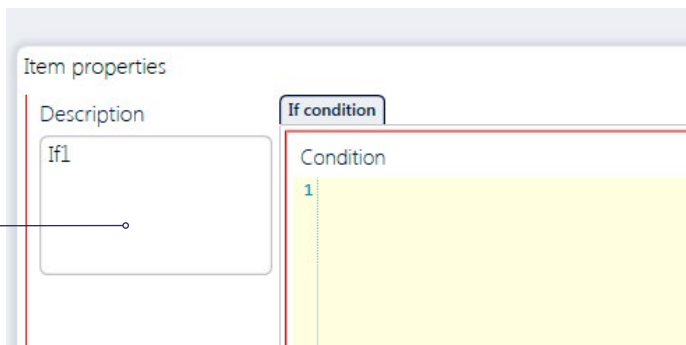 Item properties
Description
If condition
If1
Condition
1